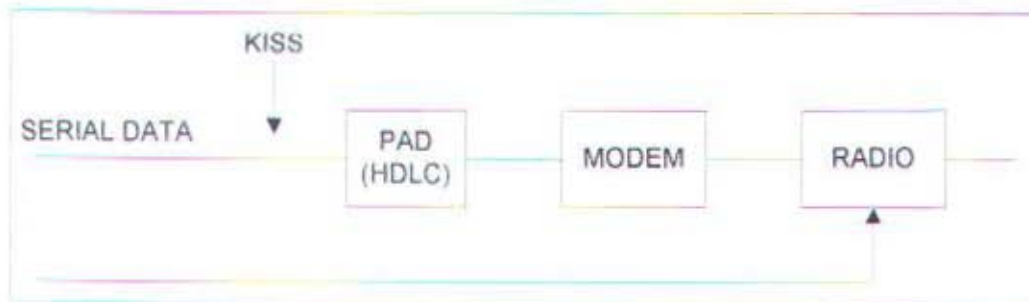 KISS
SERIAL DATA
PAD
(HDLC)
MODEM
RADIO